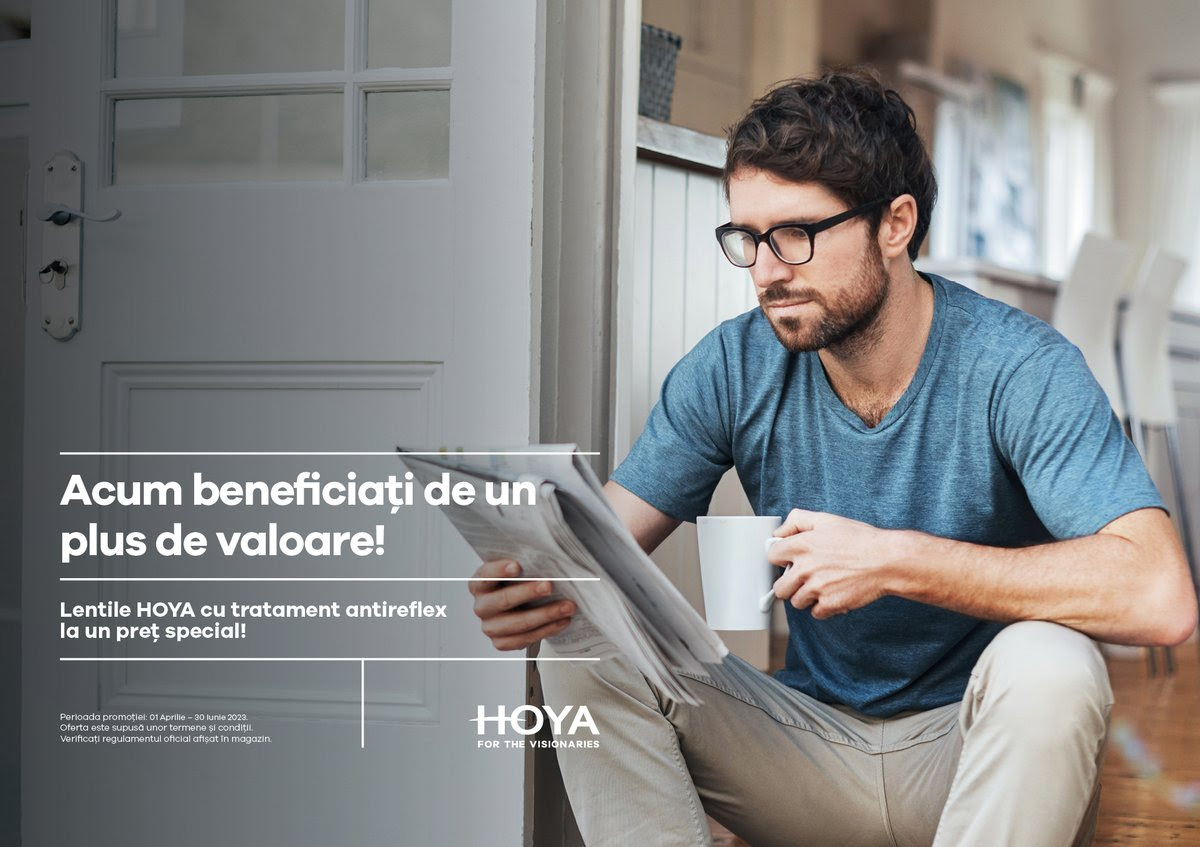 Acum beneficiați de un
plus de valoare!
Lentile HOYA cu tratament antireflex
la un preț special!
Perioada promoției: 01 Aprilie – 30 Iunie 2023.
Oferta este supusă unor termene și condiții.
Verificați regulamentul oficial afișat în magazin.
HOYA
FOR THE VISIONARIES